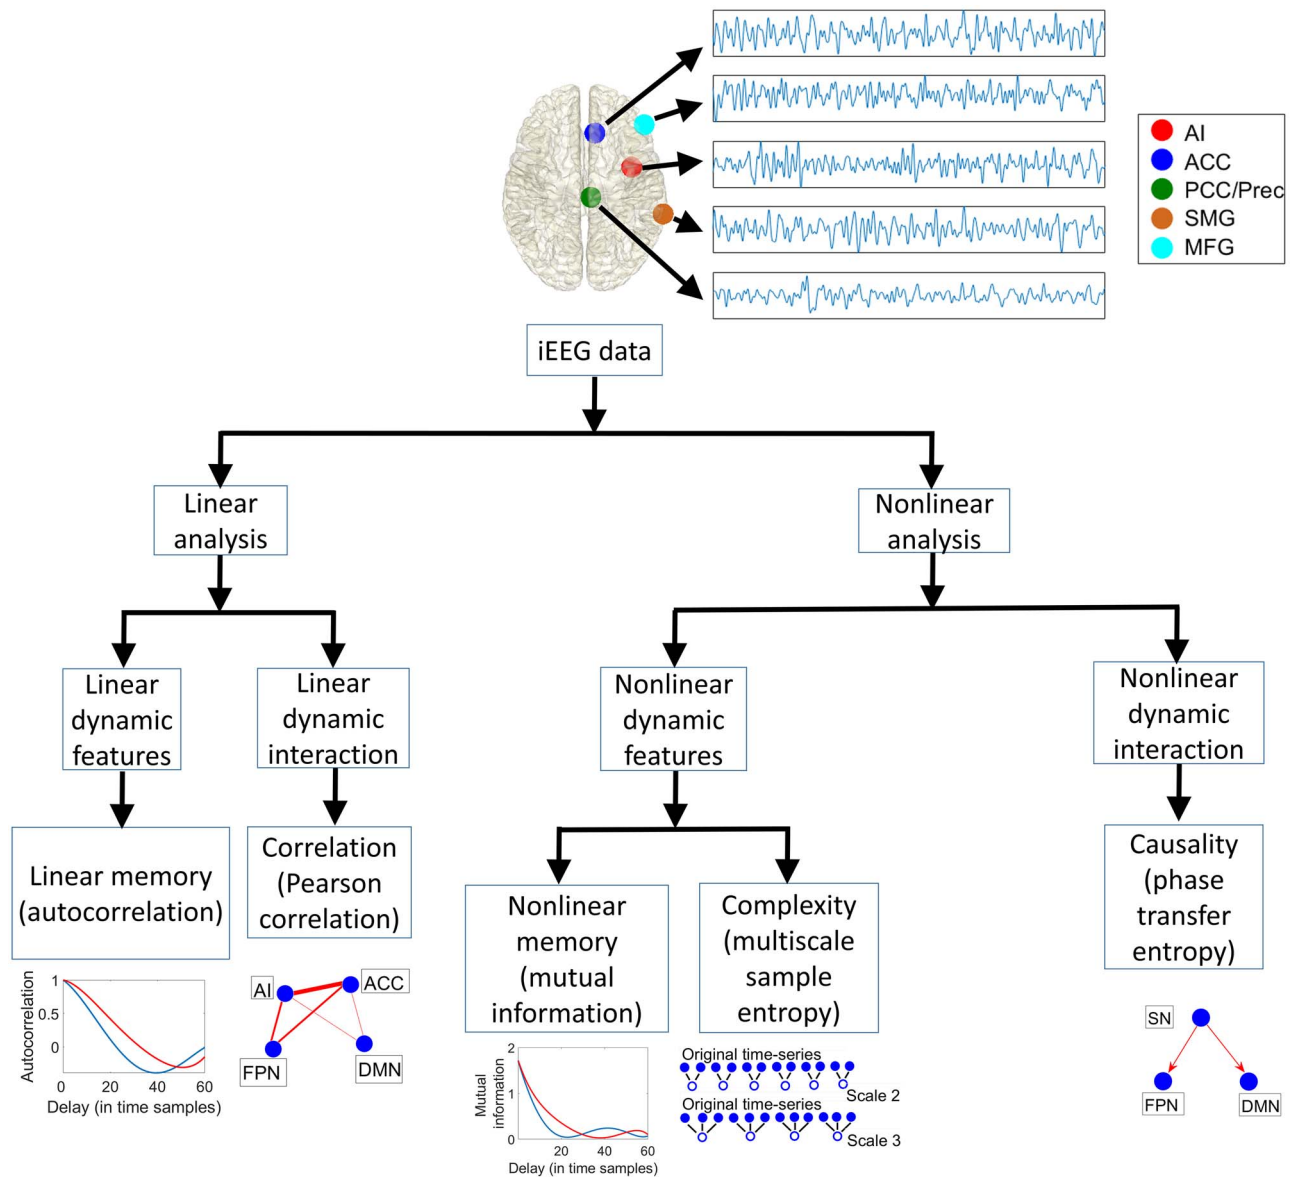 AI
ACC
PCC/Prec
SMG
MFG
iEEG data
Linear
analysis
Nonlinear
analysis
Linear
dynamic
features
Linear
dynamic
interaction
Nonlinear
dynamic
features
Nonlinear
dynamic
interaction
Linear memory
(autocorrelation)
Correlation
(Pearson
correlation)
Nonlinear
memory
(mutual
information)
Complexity
(multiscale
sample
entropy)
Causality
(phase
transfer
entropy)
Autocorrelation
1
0.5
0
0
20
40
60
Delay (in time samples)
AI
ACC
FPN
DMN
Mutual
information
2
1
0
20
40
60
Delay (in time samples)
Original time-series
Scale 2
Original time-series
Scale 3
SN
FPN
DMN